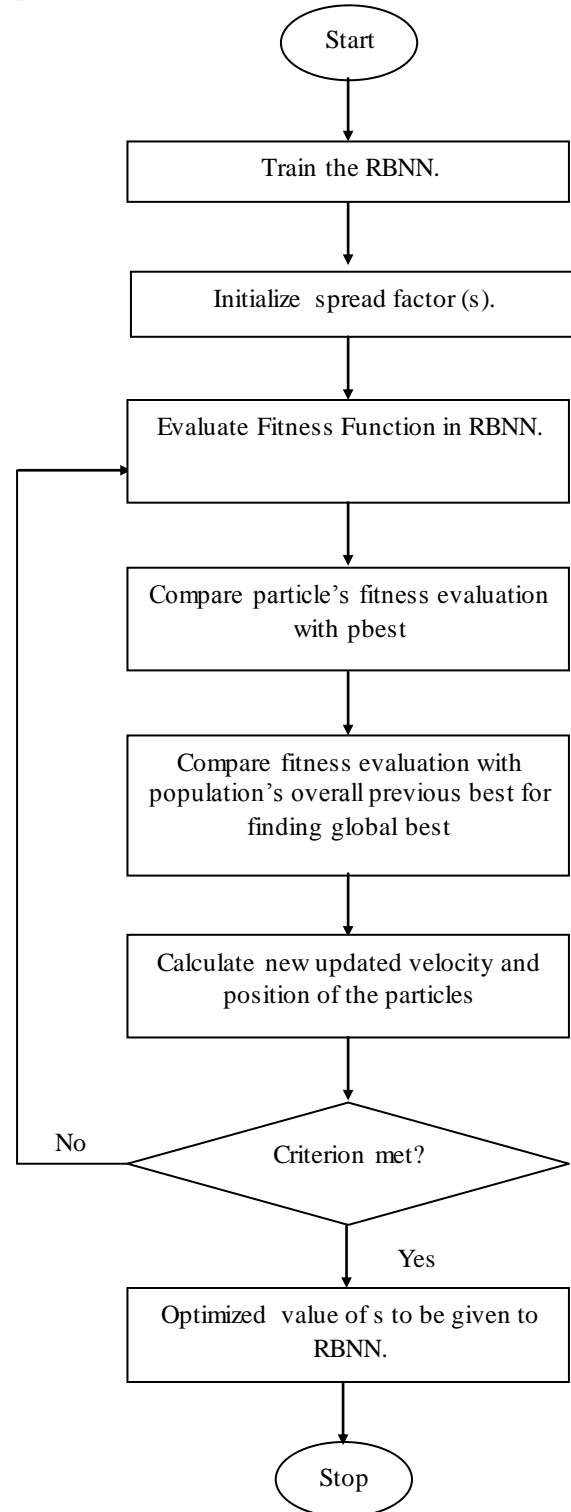 Start
Train the RBNN.
Initialize spread factor (s).
Evaluate Fitness Function in RBNN.
Compare particle’s fitness evaluation
with pbest
Compare fitness evaluation with
population’s overall previous best for
finding global best
Calculate new updated velocity and
position of the particles
No
Criterion met?
Yes
Optimized value of s to be given to
RBNN.
Stop